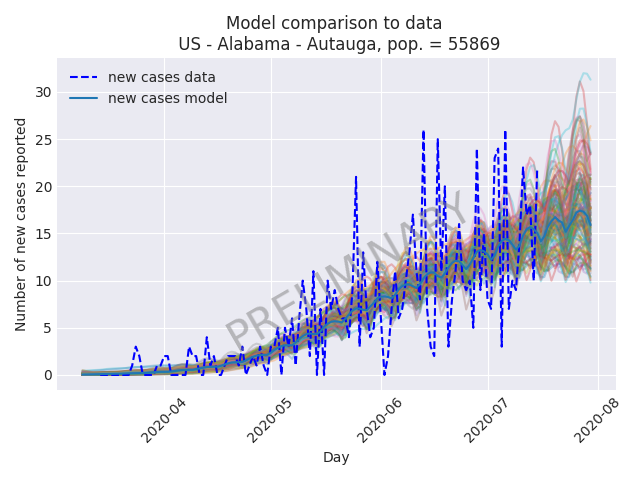 Model comparison to data
US - Alabama - Autauga, pop. = 55869
new cases data
new cases model
Number of new cases reported
30
25
20
15
10
5
0
PRELIMINARY
2020-04
2020-05
2020-06
2020-07
2020-08
Day